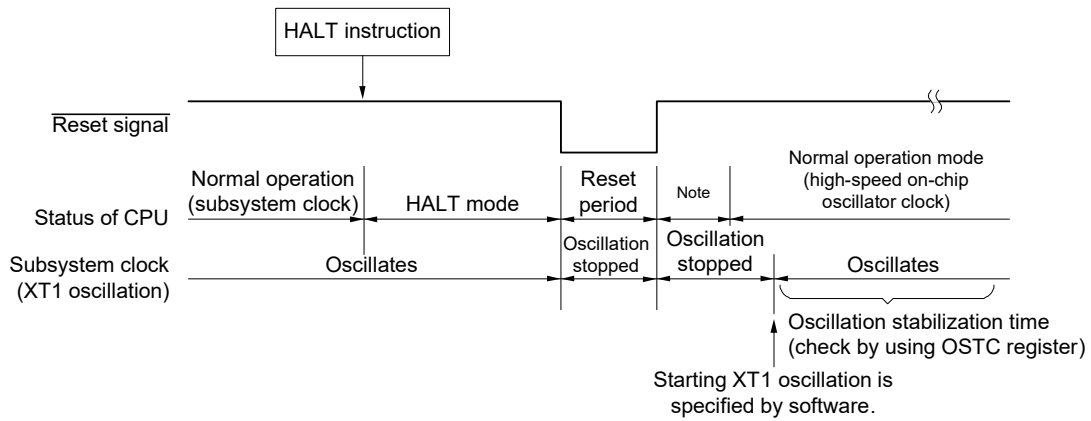 HALT instruction
Reset signal
Status of CPU
Normal operation
(subsystem clock)
HALT mode
Reset
period
Note
Normal operation mode
(high-speed on-chip
oscillator clock)
Subsystem clock
(XT1 oscillation)
Oscillates
Oscillation
stopped
Oscillation
stopped
Oscillates
Oscillation stabilization time
(check by using OSTC register)
Starting XT1 oscillation is
specified by software.